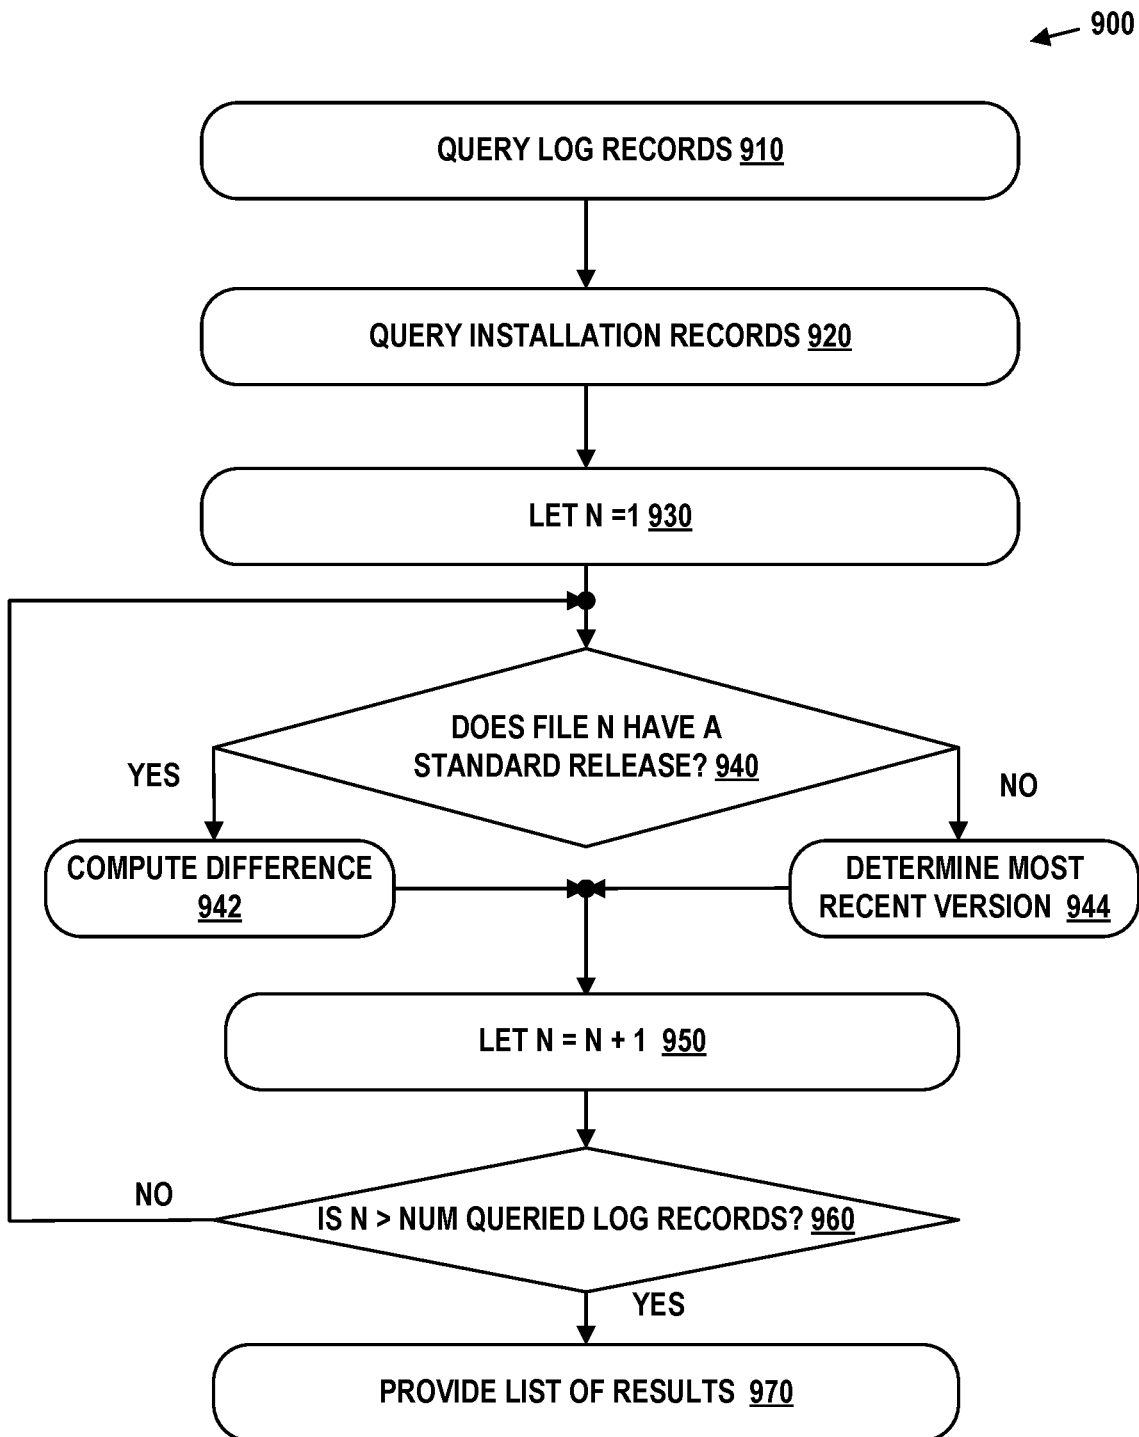 900
QUERY LOG RECORDS 910
QUERY INSTALLATION RECORDS 920
LET N =1 930
DOES FILE N HAVE A
STANDARD RELEASE? 940
YES
NO
COMPUTE DIFFERENCE
942
DETERMINE MOST
RECENT VERSION 944
LET N = N + 1 950
NO
IS N > NUM QUERIED LOG RECORDS? 960
YES
PROVIDE LIST OF RESULTS 970